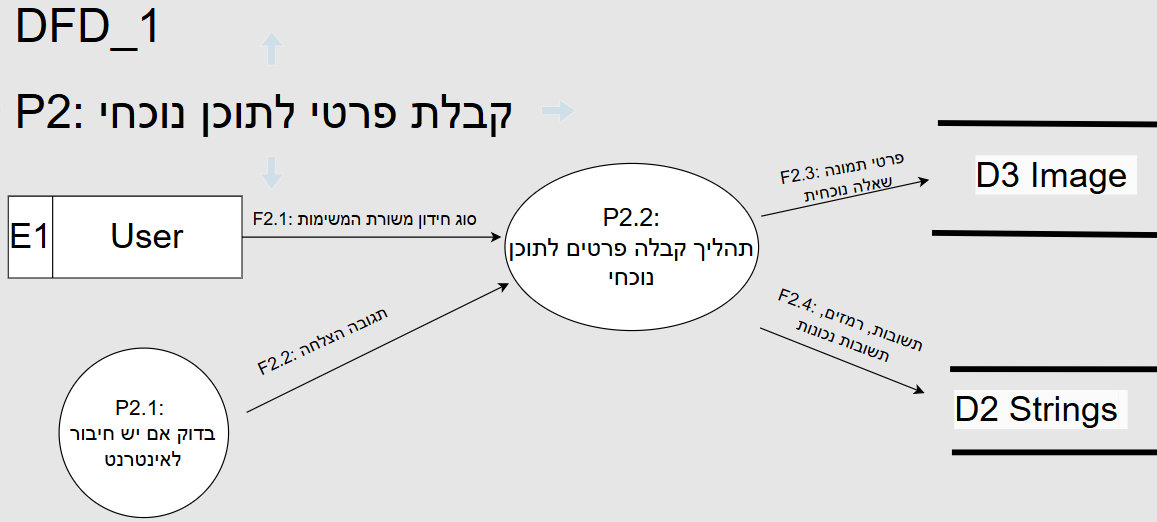 DFD_1
P2: קבלת פרטי לתוכן נוכחי
E1
User
F2.1: סוג חידון משורת המשימות
P2.2:
תהליך קבלה פרטים לתוכן
נוכחי
F2.3: פרטי תמונה
שאלה נוכחית
D3 Image
F2.2: תגובה הצלחה
F2.4: תשובות, רמזים,
תשובות נכונות
D2 Strings
P2.1:
בדוק אם יש חיבור
לאינטרנט